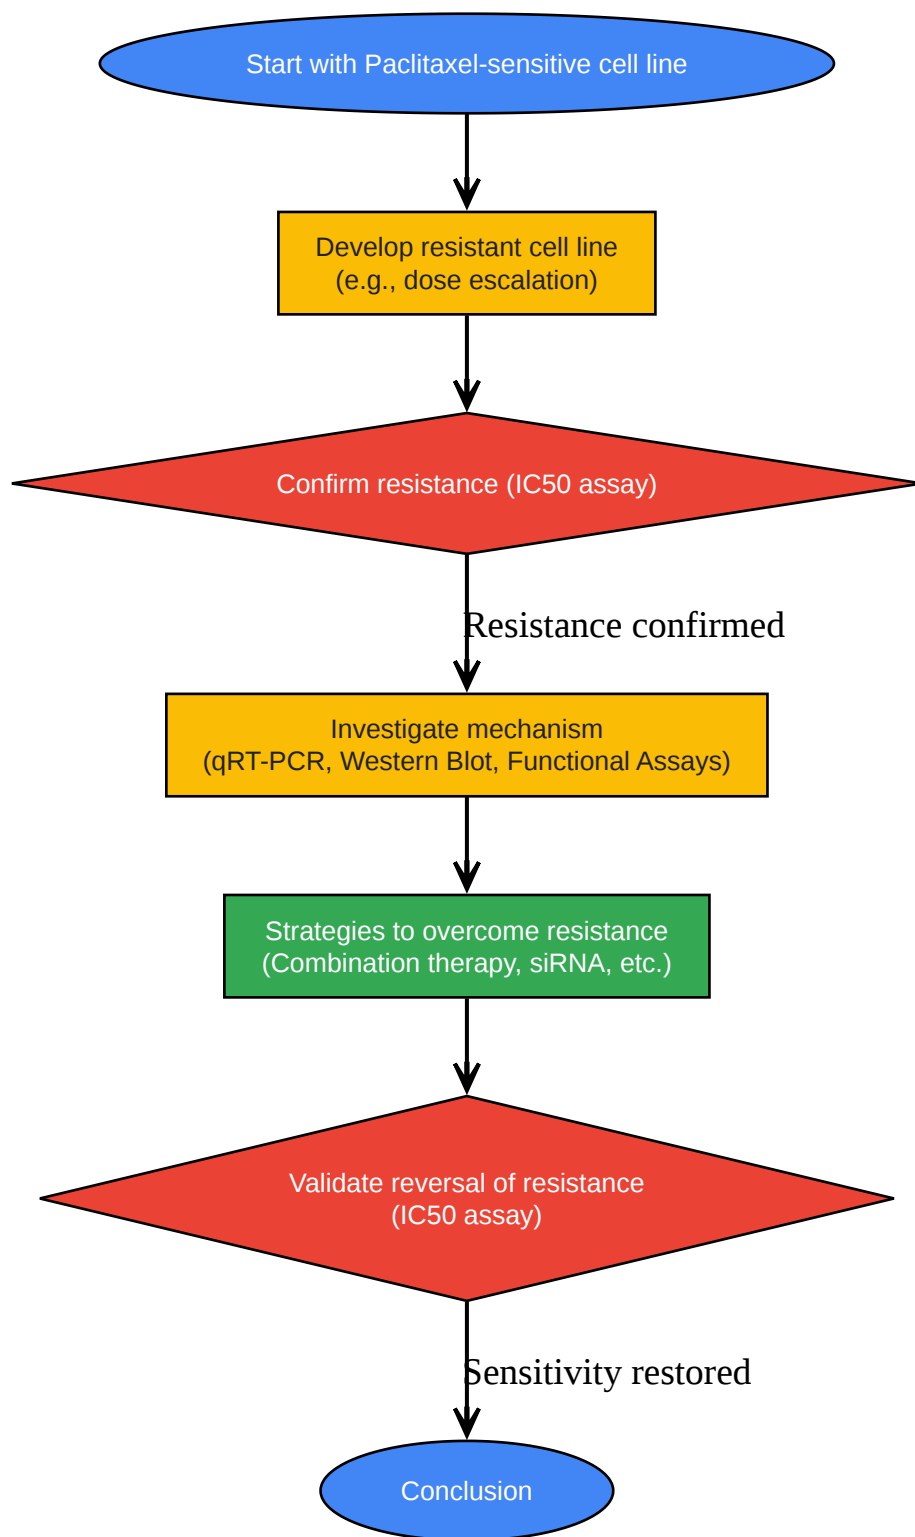 Start with Paclitaxel-sensitive cell line
Develop resistant cell line
(e.g., dose escalation)
Confirm resistance (IC50 assay)
Resistance confirmed
Investigate mechanism
(qRT-PCR, Western Blot, Functional Assays)
Strategies to overcome resistance
(Combination therapy, siRNA, etc.)
Validate reversal of resistance
(IC50 assay)
Sensitivity restored
Conclusion